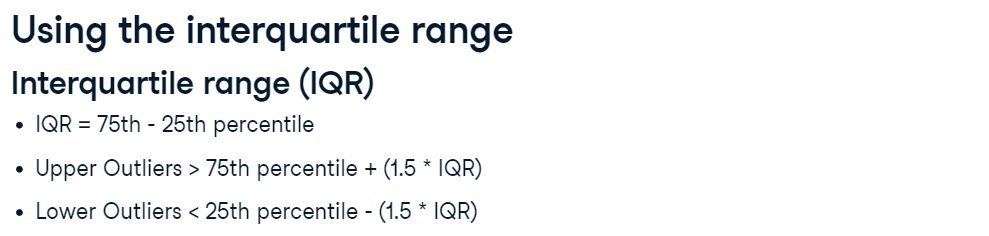 Using the interquartile range
Interquartile range (IQR)
• IQR = 75th - 25th percentile
• Upper Outliers > 75th percentile + (1.5 * IQR)
• Lower Outliers < 25th percentile - (1.5 * IQR)